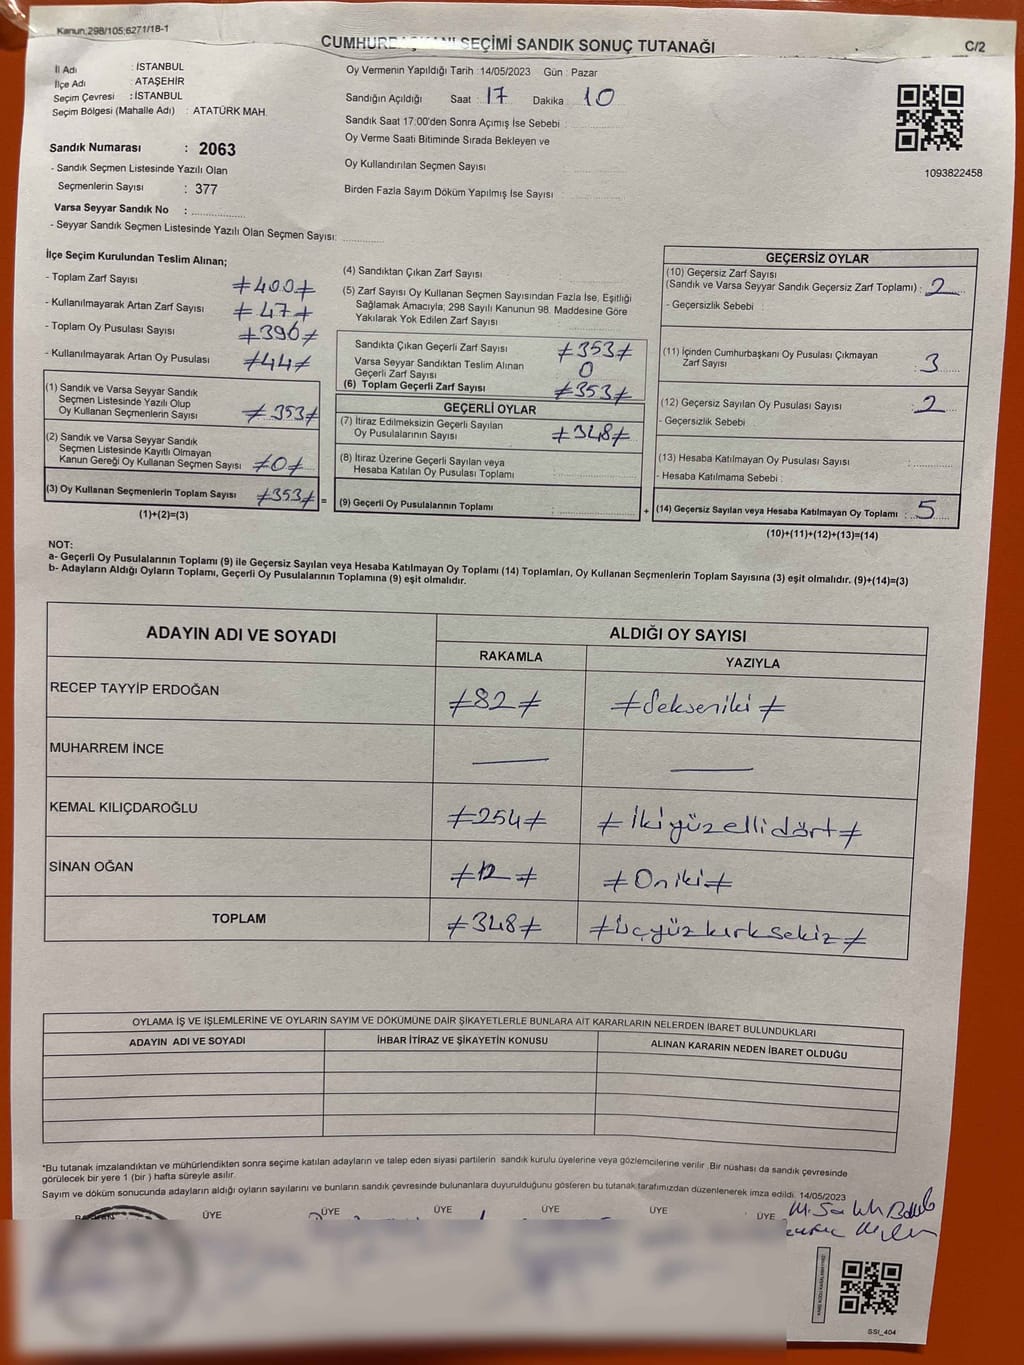 Kanun;298/105;6271/18-1
CUMHURBAŞKANI SEÇİMİ SANDIK SONUÇ TUTANAĞI
C/2
İl Adı : İSTANBUL
İlçe Adı : ATAŞEHİR
Seçim Çevresi : İSTANBUL
Seçim Bölgesi (Mahalle Adı) : ATATÜRK MAH.
Oy Vermenin Yapıldığı Tarih : 14/05/2023 Gün : Pazar
Sandığın Açıldığı Saat : 17 Dakika : 10
Sandık Saat 17:00'den Sonra Açımış İse Sebebi :
Oy Verme Saati Bitiminde Sırada Bekleyen ve
Oy Kullandırılan Seçmen Sayısı
Birden Fazla Sayım Döküm Yapılmış İse Sayısı
1093822458
Sandık Numarası : 2063
- Sandık Seçmen Listesinde Yazılı Olan
Seçmenlerin Sayısı : 377
Varsa Seyyar Sandık No :
- Seyyar Sandık Seçmen Listesinde Yazılı Olan Seçmen Sayısı:
İlçe Seçim Kurulundan Teslim Alınan;
- Toplam Zarf Sayısı ≠400≠
- Kullanılmayarak Artan Zarf Sayısı ≠47≠
- Toplam Oy Pusulası Sayısı ≠396≠
- Kullanılmayarak Artan Oy Pusulası ≠44≠
(1) Sandık ve Varsa Seyyar Sandık
Seçmen Listesinde Yazılı Olup
Oy Kullanan Seçmenlerin Sayısı ≠353≠
(2) Sandık ve Varsa Seyyar Sandık
Seçmen Listesinde Kayıtlı Olmayan
Kanun Gereği Oy Kullanan Seçmen Sayısı ≠0≠
(3) Oy Kullanan Seçmenlerin Toplam Sayısı ≠353≠ =
(1)+(2)=(3)
(4) Sandıktan Çıkan Zarf Sayısı
(5) Zarf Sayısı Oy Kullanan Seçmen Sayısından Fazla İse, Eşitliği
Sağlamak Amacıyla; 298 Sayılı Kanunun 98. Maddesine Göre
Yakılarak Yok Edilen Zarf Sayısı
Sandıkta Çıkan Geçerli Zarf Sayısı ≠353≠
Varsa Seyyar Sandıktan Teslim Alınan
Geçerli Zarf Sayısı 0
(6) Toplam Geçerli Zarf Sayısı ≠353≠
GEÇERLİ OYLAR
(7) İtiraz Edilmeksizin Geçerli Sayılan
Oy Pusulalarının Sayısı ≠348≠
(8) İtiraz Üzerine Geçerli Sayılan veya
Hesaba Katılan Oy Pusulası Toplamı
(9) Geçerli Oy Pusulalarının Toplamı +
GEÇERSİZ OYLAR
(10) Geçersiz Zarf Sayısı
(Sandık ve Varsa Seyyar Sandık Geçersiz Zarf Toplamı) : 2
- Geçersizlik Sebebi :
(11) İçinden Cumhurbaşkanı Oy Pusulası Çıkmayan
Zarf Sayısı : 3
(12) Geçersiz Sayılan Oy Pusulası Sayısı : 2
- Geçersizlik Sebebi
(13) Hesaba Katılmayan Oy Pusulası Sayısı :
- Hesaba Katılmama Sebebi :
(14) Geçersiz Sayılan veya Hesaba Katılmayan Oy Toplamı : 5
(10)+(11)+(12)+(13)=(14)
NOT:
a- Geçerli Oy Pusulalarının Toplamı (9) ile Geçersiz Sayılan veya Hesaba Katılmayan Oy Toplamı (14) Toplamları, Oy Kullanan Seçmenlerin Toplam Sayısına (3) eşit olmalıdır. (9)+(14)=(3)
b- Adayların Aldığı Oyların Toplamı, Geçerli Oy Pusulalarının Toplamına (9) eşit olmalıdır.
ADAYIN ADI VE SOYADI
ALDIĞI OY SAYISI
RAKAMLA YAZIYLA
RECEP TAYYİP ERDOĞAN ≠82≠ ≠Sekseniki≠
MUHARREM İNCE — —
KEMAL KILIÇDAROĞLU ≠254≠ ≠İkiyüzellidört≠
SİNAN OĞAN ≠12≠ ≠Oniki≠
TOPLAM ≠348≠ ≠üçyüzkırksekiz≠
OYLAMA İŞ VE İŞLEMLERİNE VE OYLARIN SAYIM VE DÖKÜMÜNE DAİR ŞİKAYETLERLE BUNLARA AİT KARARLARIN NELERDEN İBARET BULUNDUKLARI
ADAYIN ADI VE SOYADI
İHBAR İTİRAZ VE ŞİKAYETİN KONUSU
ALINAN KARARIN NEDEN İBARET OLDUĞU
*Bu tutanak imzalandıktan ve mühürlendikten sonra seçime katılan adayların ve talep eden siyasi partilerin sandık kurulu üyelerine veya gözlemcilerine verilir. Bir nüshası da sandık çevresinde
görülecek bir yere 1 (bir ) hafta süreyle asılır.
Sayım ve döküm sonucunda adayların aldığı oyların sayılarını ve bunların sandık çevresinde bulunanlara duyurulduğunu gösteren bu tutanak tarafımızdan düzenlenerek imza edildi. 14/05/2023
ÜYE ÜYE ÜYE ÜYE ÜYE ÜYE
SSI_404